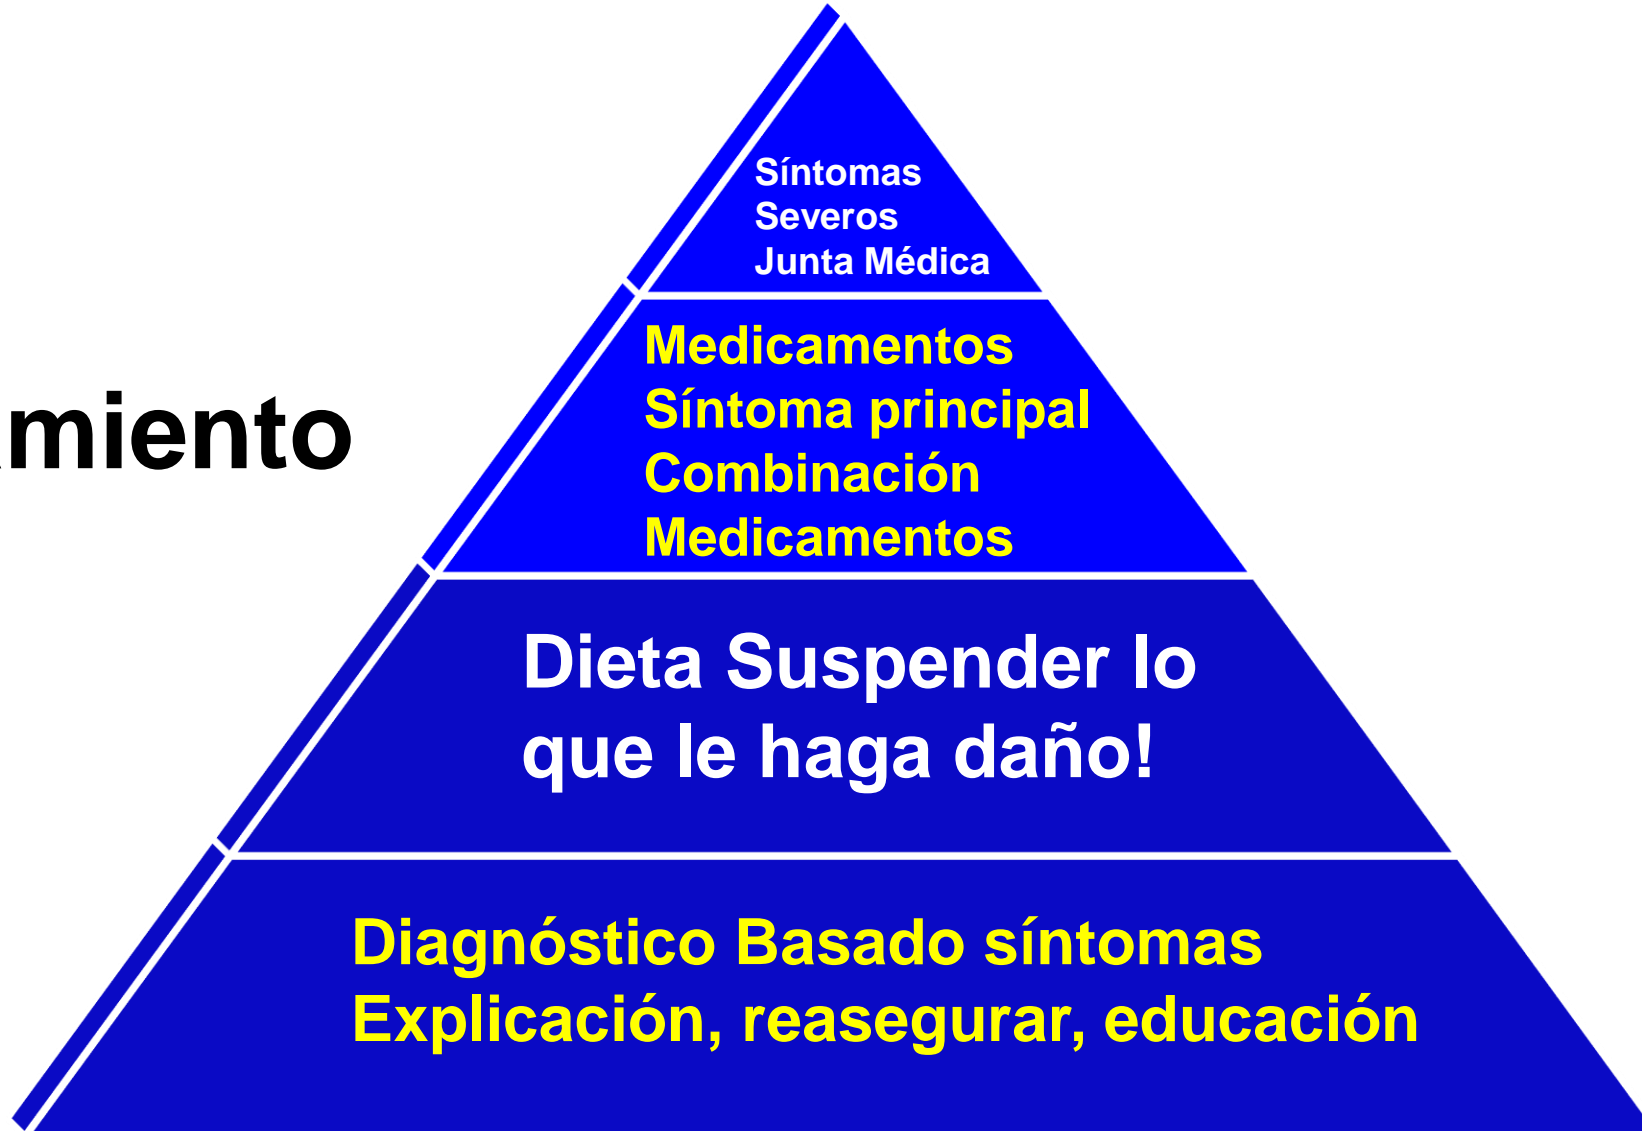 Síntomas
Severos
Junta Médica
Medicamentos
Síntoma principal
Combinación
Medicamentos
miento
Dieta Suspender lo
que le haga daño!
Diagnóstico Basado síntomas
Explicación, reasegurar, educación